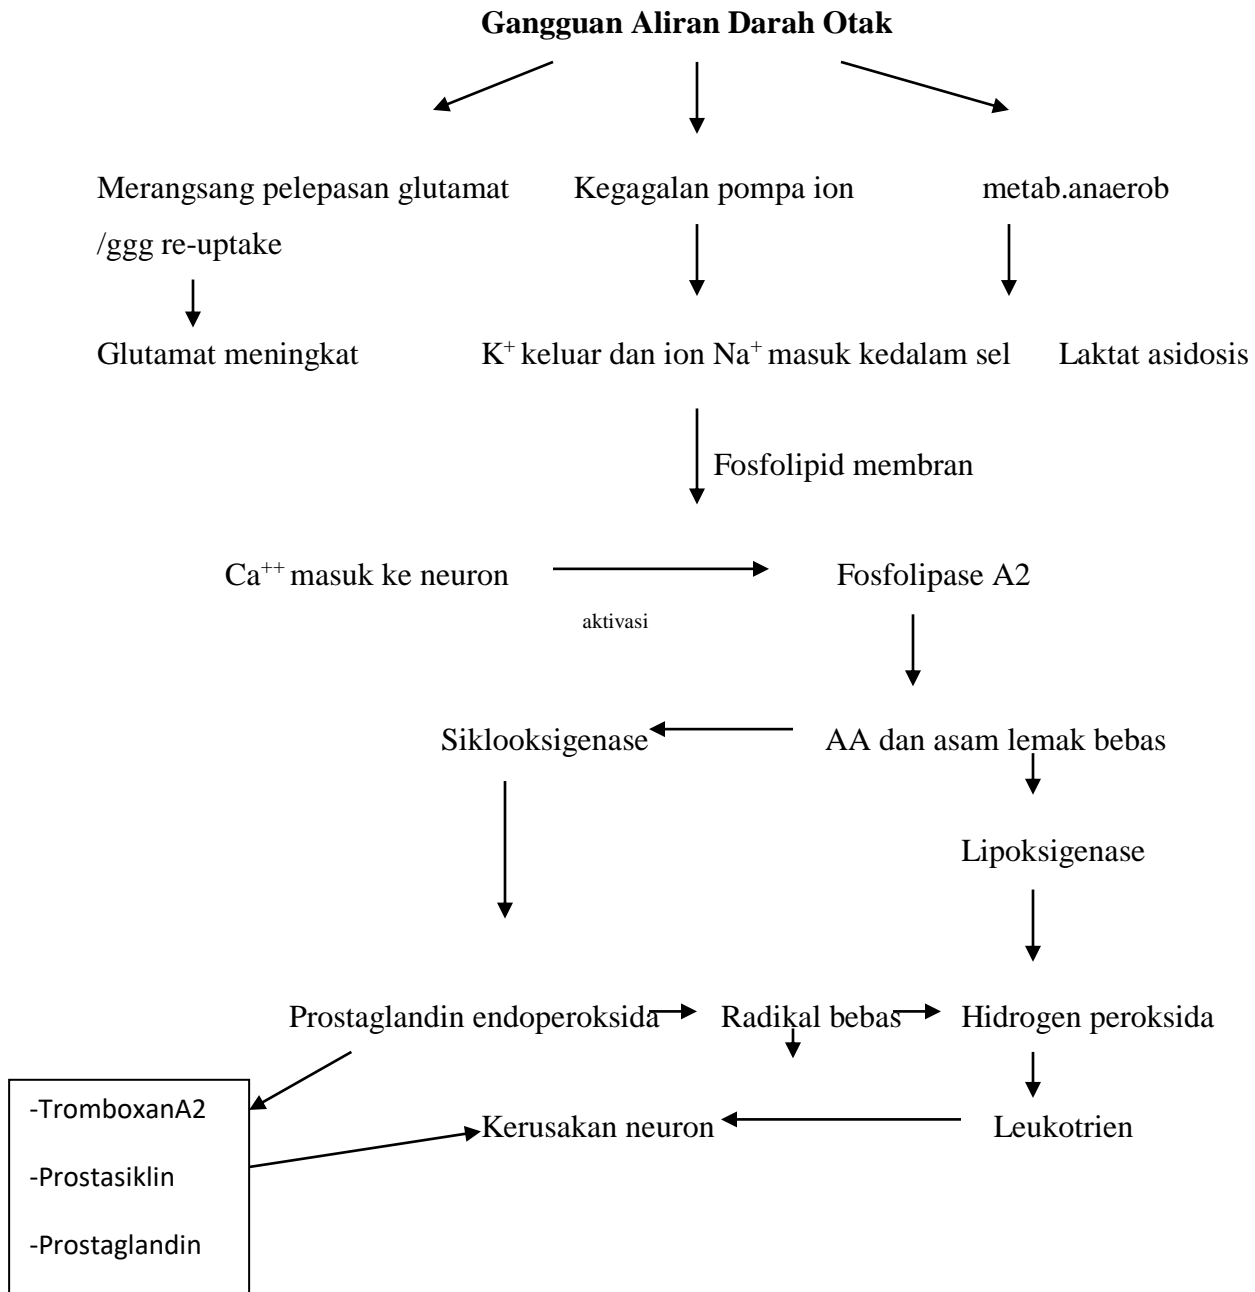 Gangguan Aliran Darah Otak
Merangsang pelepasan glutamat Kegagalan pompa ion metab.anaerob
/ggg re-uptake
Glutamat meningkat K⁺ keluar dan ion Na⁺ masuk kedalam sel Laktat asidosis
Fosfolipid membran
Ca⁺⁺ masuk ke neuron Fosfolipase A2
aktivasi
Siklooksigenase AA dan asam lemak bebas
Lipoksigenase
Prostaglandin endoperoksida Radikal bebas Hidrogen peroksida
-TromboxanA2
Kerusakan neuron Leukotrien
-Prostasiklin
-Prostaglandin